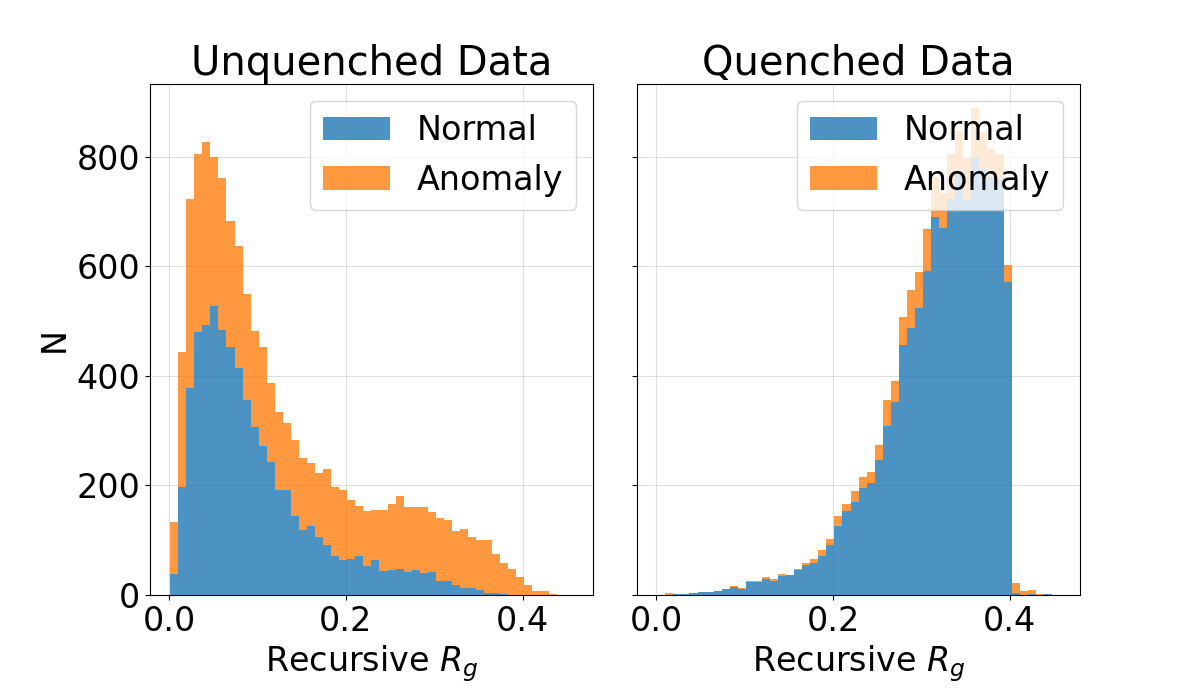 Unquenched Data
Normal
Anomaly
N
800
600
400
200
0
0.0 0.2 0.4
Recursive $R_g$
Quenched Data
Normal
Anomaly
0.0 0.2 0.4
Recursive $R_g$